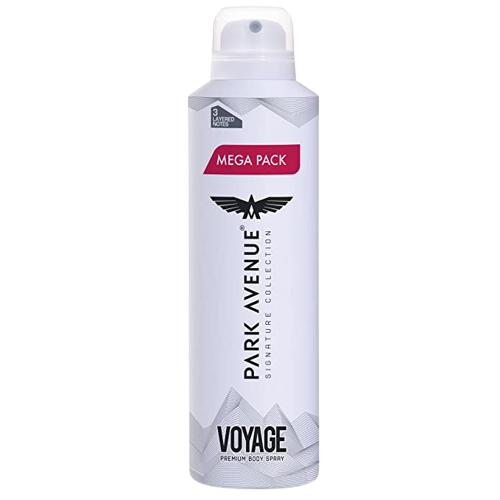 3
LAYERED
NOTES
MEGA PACK
PARK AVENUE®
SIGNATURE COLLECTION
VOYAGE
PREMIUM BODY SPRAY